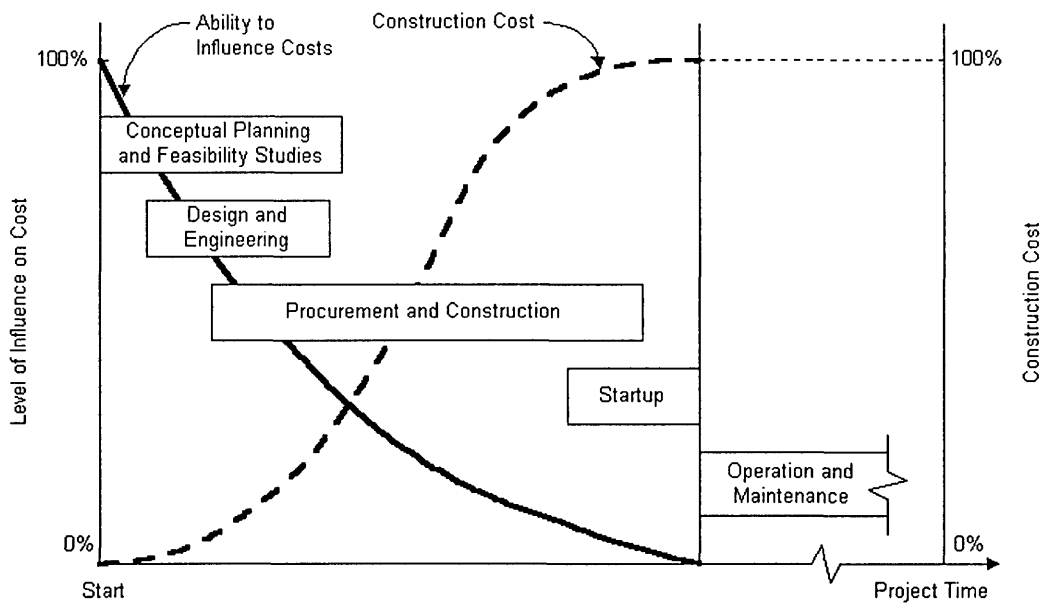 Ability to
Influence Costs
Construction Cost
100%
100%
Conceptual Planning
and Feasibility Studies
Design and
Engineering
Level of Influence on Cost
Construction Cost
Procurement and Construction
Startup
Operation and
Maintenance
0%
0%
Start
Project Time